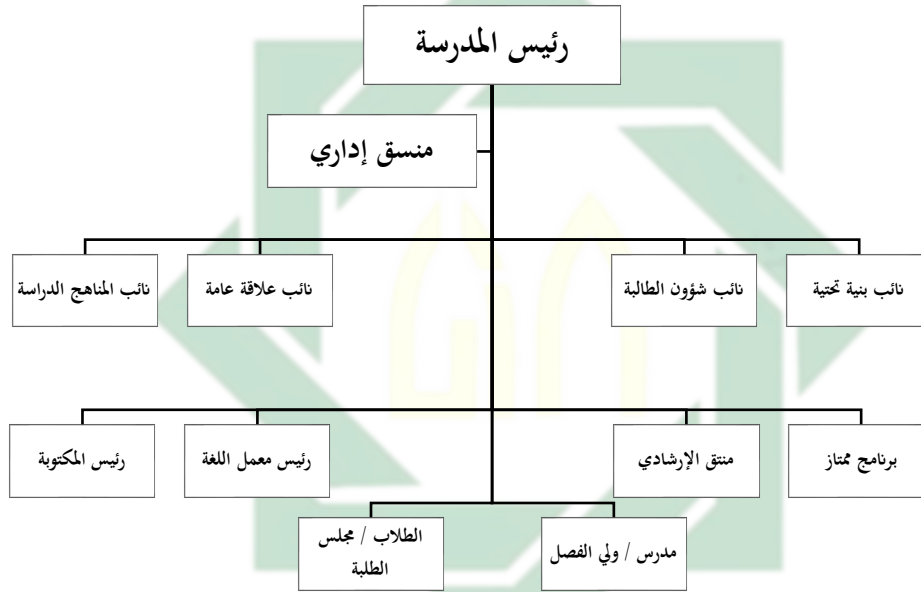 رئيس المدرسة
منسق إداري
نائب بنية تحتية
نائب شؤون الطالبة
نائب علاقة عامة
نائب المناهج الدراسة
برنامج ممتاز
منتق الإرشادي
رئيس معمل اللغة
رئيس المكتوبة
مدرس / ولي الفصل
الطلاب / مجلس
الطلبة